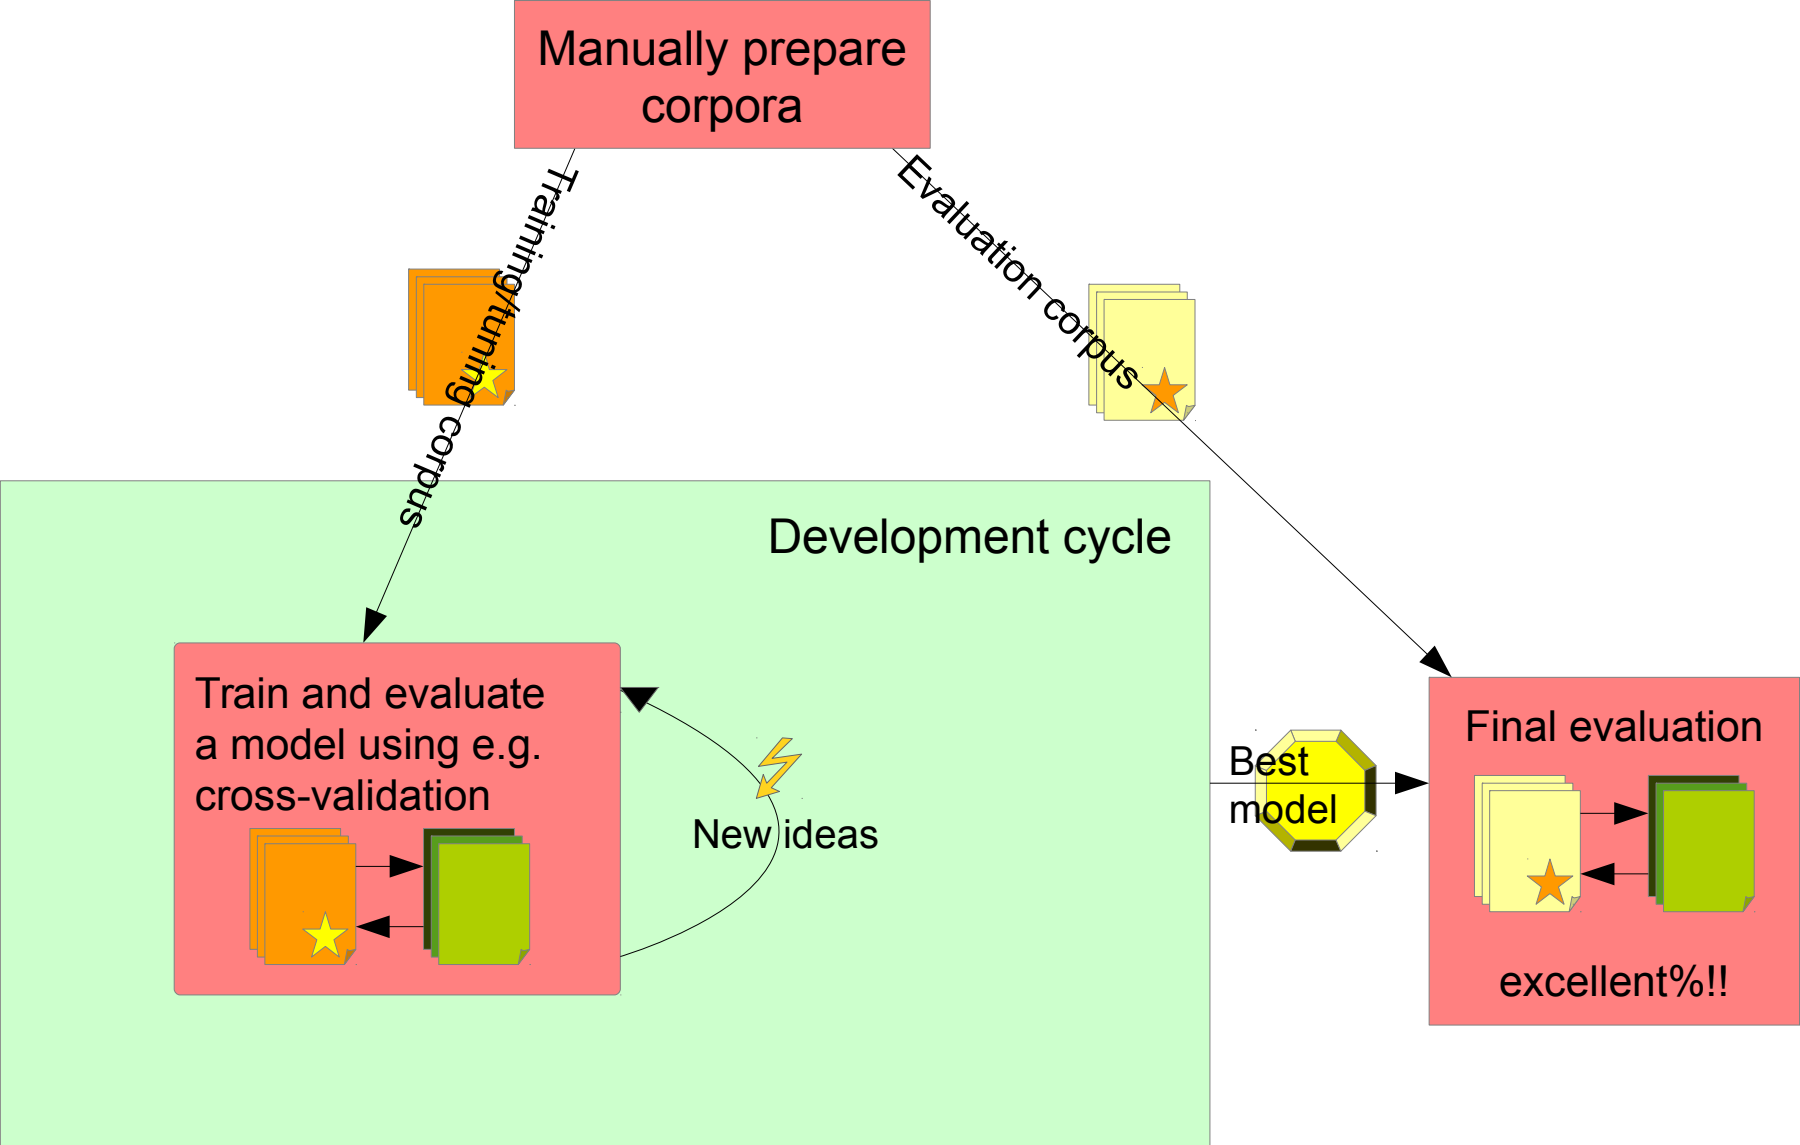 Manually prepare
corpora
Training/tuning corpus
Evaluation corpus
Development cycle
Train and evaluate
a model using e.g.
cross-validation
New ideas
Best
model
Final evaluation
excellent%!!